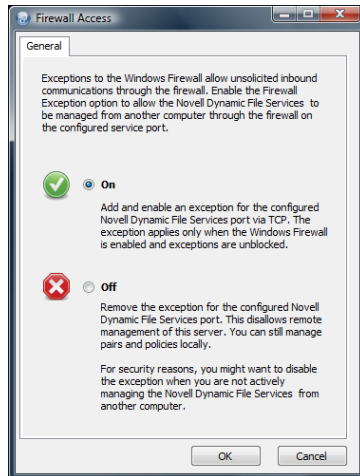 Firewall Access
General
Exceptions to the Windows Firewall allow unsolicited inbound
communications through the firewall. Enable the Firewall
Exception option to allow the Novell Dynamic File Services to
be managed from another computer through the firewall on
the configured service port.
On
Add and enable an exception for the configured
Novell Dynamic File Services port via TCP. The
exception applies only when the Windows Firewall
is enabled and exceptions are unblocked.
Off
Remove the exception for the configured Novell
Dynamic File Services port. This disallows remote
management of this server. You can still manage
pairs and policies locally.
For security reasons, you might want to disable
the exception when you are not actively
managing the Novell Dynamic File Services from
another computer.
OK Cancel